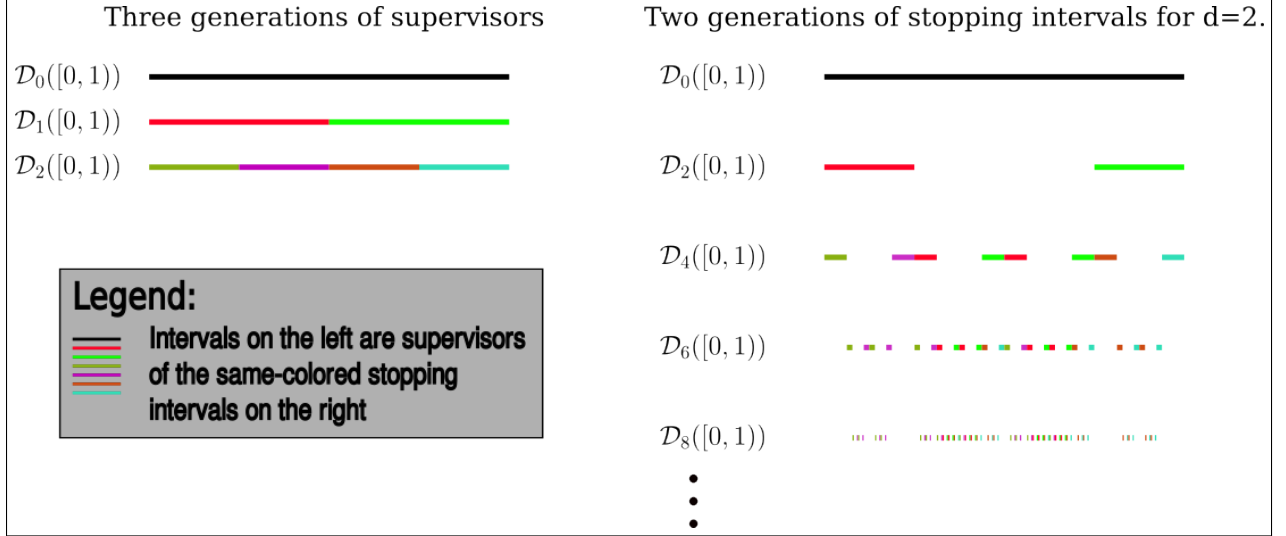 Three generations of supervisors
Two generations of stopping intervals for d=2.
𝒟₀([0, 1))
𝒟₁([0, 1))
𝒟₂([0, 1))
Legend:
Intervals on the left are supervisors
of the same-colored stopping
intervals on the right
𝒟₀([0, 1))
𝒟₂([0, 1))
𝒟₄([0, 1))
𝒟₆([0, 1))
𝒟₈([0, 1))